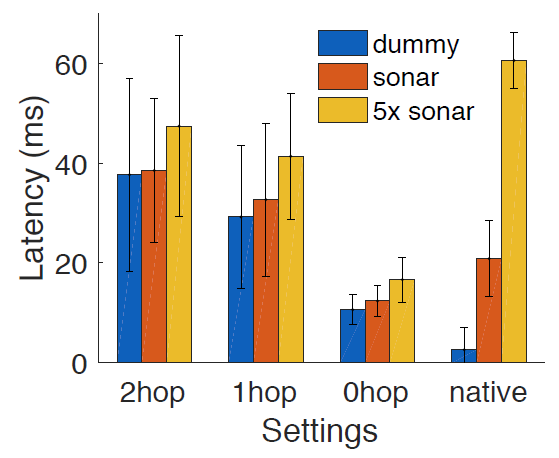 dummy
sonar
5x sonar
Latency (ms)
60
40
20
0
2hop 1hop 0hop native
Settings